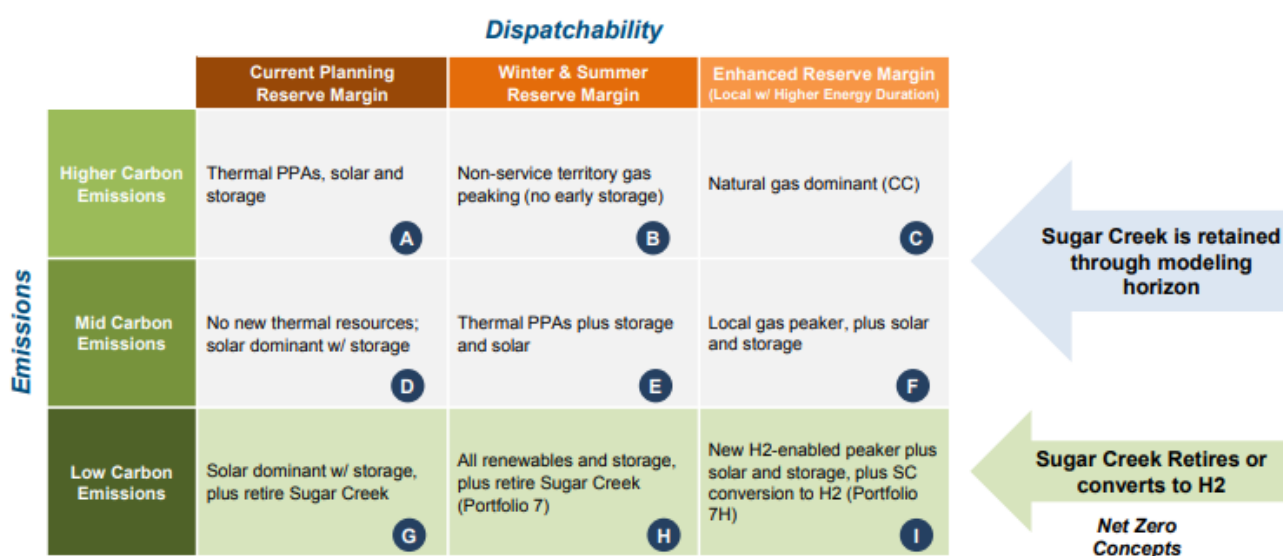 Dispatchability
Current Planning
Reserve Margin
Winter & Summer
Reserve Margin
Enhanced Reserve Margin
(Local w/ Higher Energy Duration)
Emissions
Higher Carbon
Emissions
Thermal PPAs, solar and
storage
A
Non-service territory gas
peaking (no early storage)
B
Natural gas dominant (CC)
C
Sugar Creek is retained
through modeling
horizon
Mid Carbon
Emissions
No new thermal resources;
solar dominant w/ storage
D
Thermal PPAs plus storage
and solar
E
Local gas peaker, plus solar
and storage
F
Low Carbon
Emissions
Solar dominant w/ storage,
plus retire Sugar Creek
G
All renewables and storage,
plus retire Sugar Creek
(Portfolio 7)
H
New H2-enabled peaker plus
solar and storage, plus SC
conversion to H2 (Portfolio
7H)
I
Sugar Creek Retires or
converts to H2
Net Zero
Concepts